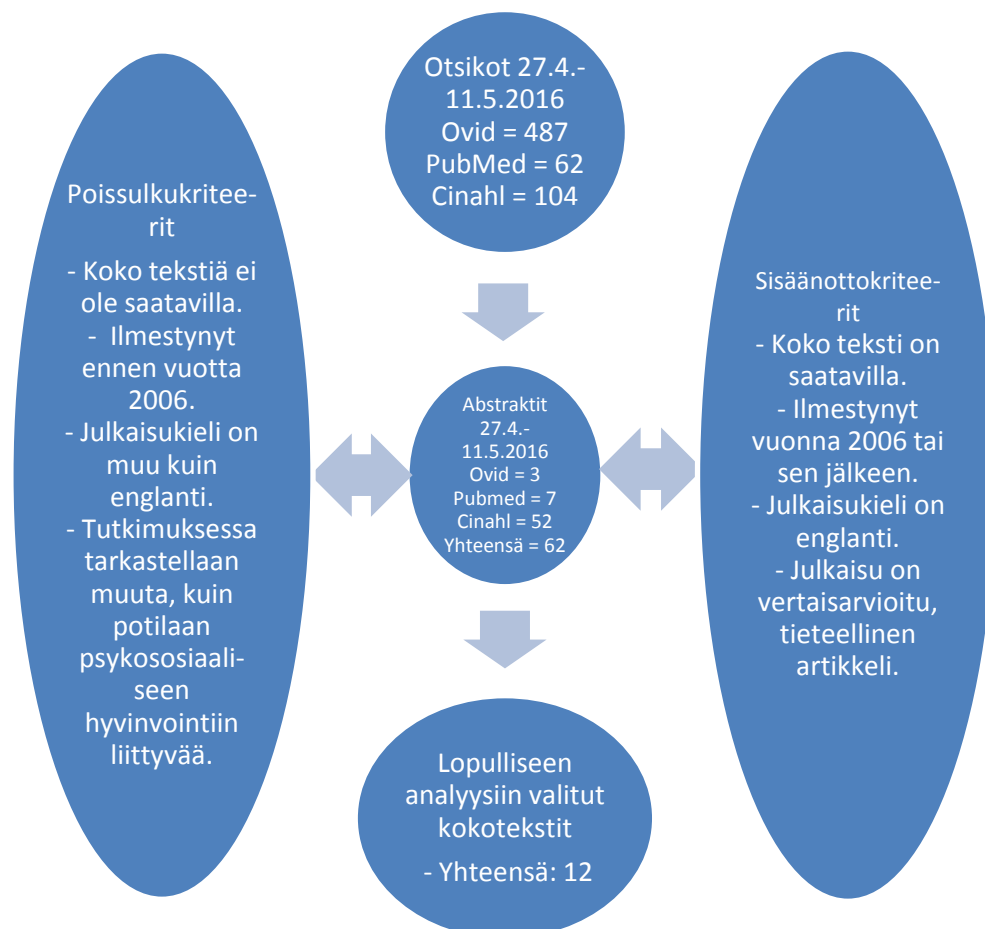 Otsikot 27.4.-
11.5.2016
Ovid = 487
PubMed = 62
Cinahl = 104
Poissulkukritee-
rit
- Koko tekstiä ei
ole saatavilla.
- Ilmestynyt
ennen vuotta
2006.
- Julkaisukieli on
muu kuin
englanti.
- Tutkimuksessa
tarkastellaan
muuta, kuin
potilaan
psykososiaali-
seen
hyvinvointiin
liittyvää.
Abstraktit
27.4.-
11.5.2016
Ovid = 3
Pubmed = 7
Cinahl = 52
Yhteensä = 62
Sisäänottokritee-
rit
- Koko teksti on
saatavilla.
- Ilmestynyt
vuonna 2006 tai
sen jälkeen.
- Julkaisukieli on
englanti.
- Julkaisu on
vertaisarvioitu,
tieteellinen
artikkeli.
Lopulliseen
analyysiin valitut
kokotekstit
- Yhteensä: 12